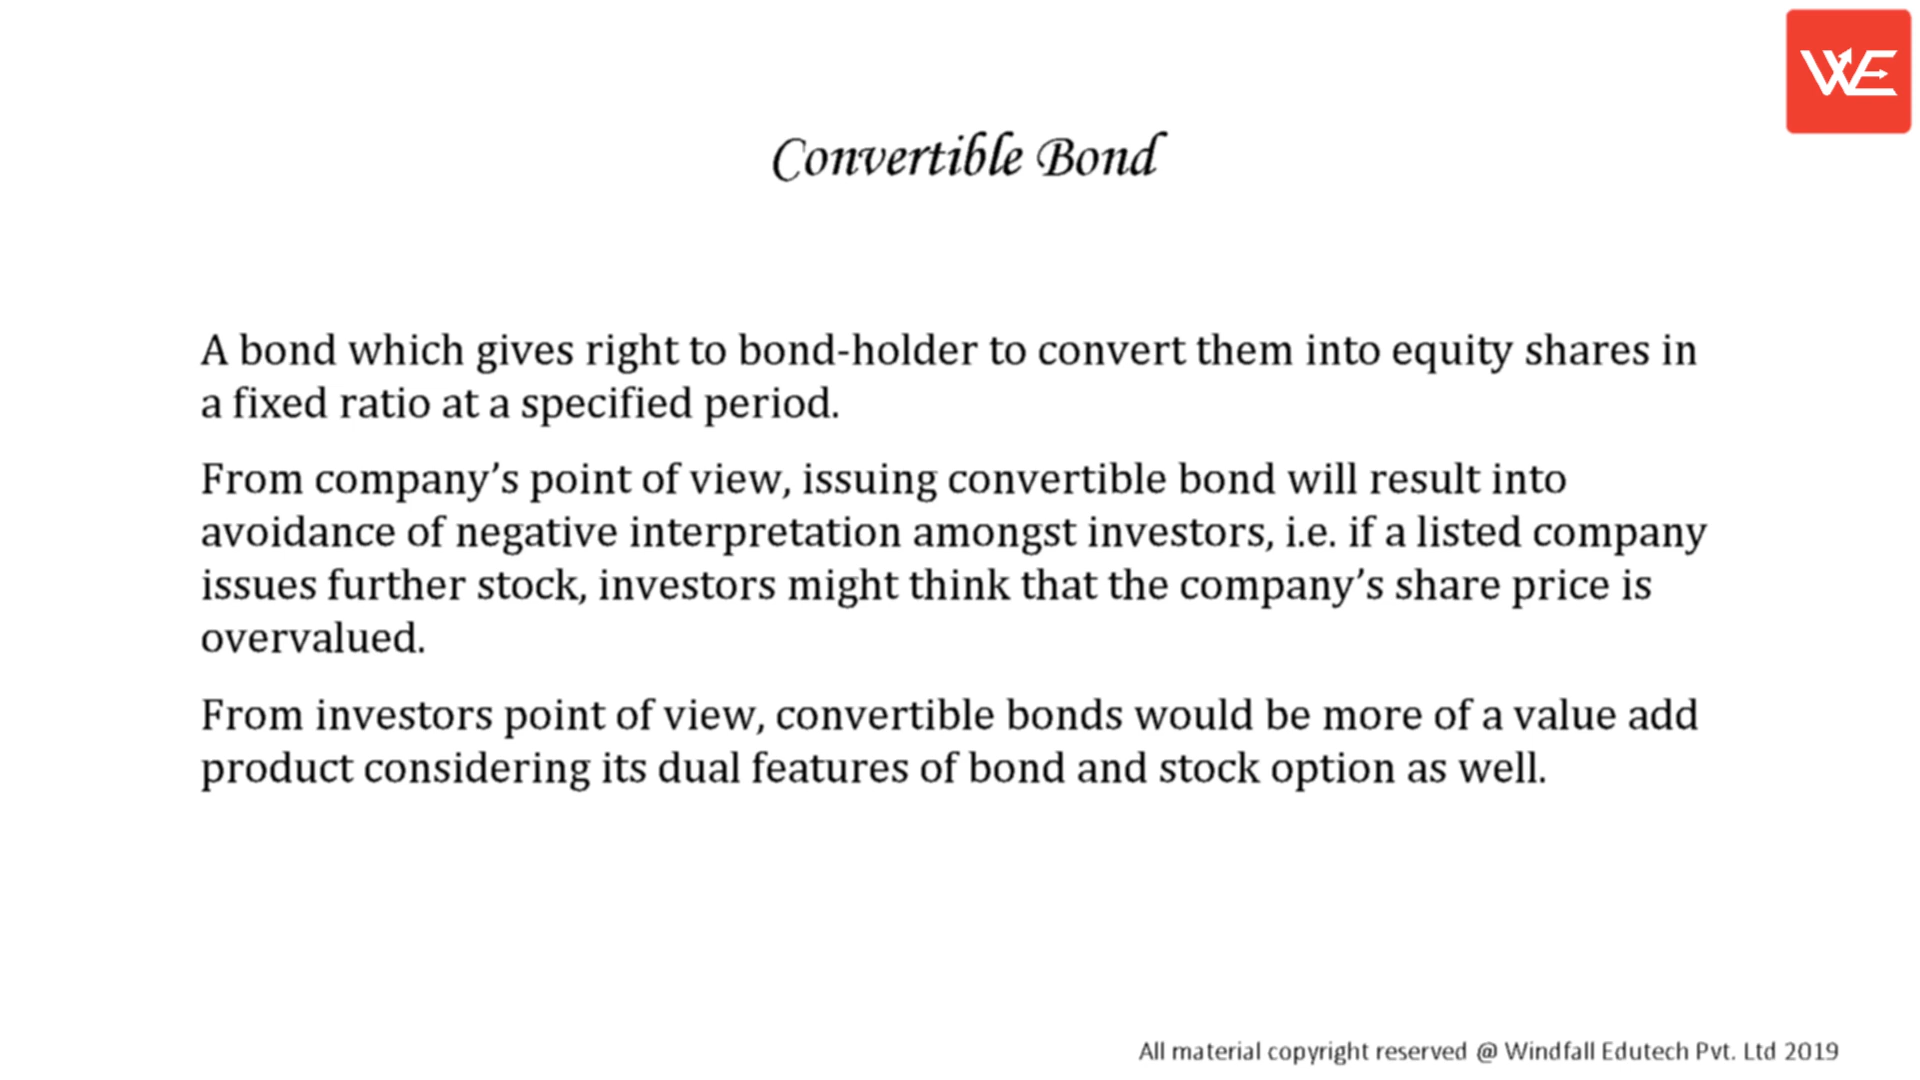 WE
Convertible Bond
A bond which gives right to bond-holder to convert them into equity shares in
a fixed ratio at a specified period.
From company’s point of view, issuing convertible bond will result into
avoidance of negative interpretation amongst investors, i.e. if a listed company
issues further stock, investors might think that the company’s share price is
overvalued.
From investors point of view, convertible bonds would be more of a value add
product considering its dual features of bond and stock option as well.
All material copyright reserved @ Windfall Edutech Pvt. Ltd 2019